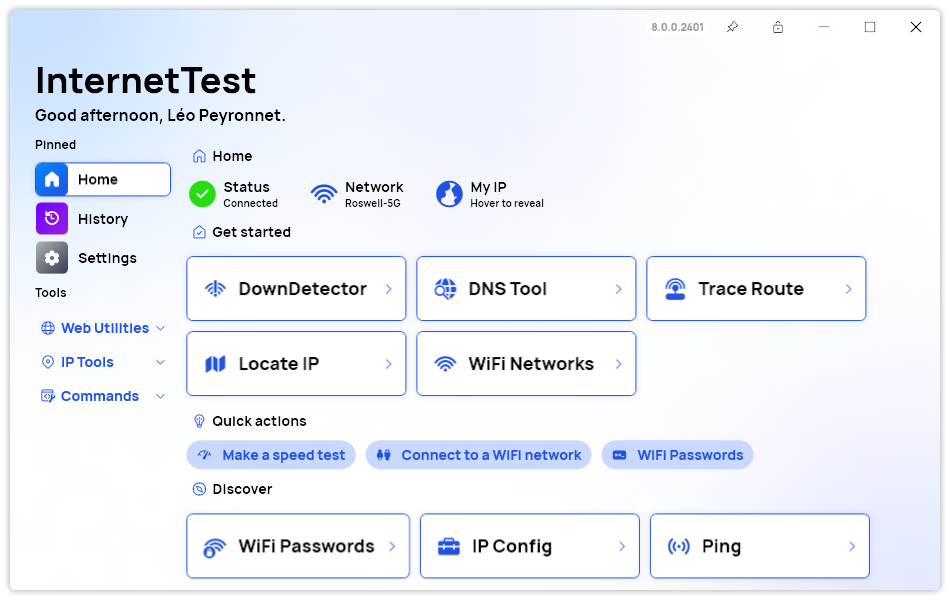 8.0.0.2401
InternetTest
Good afternoon, Léo Peyronnet.
Pinned
Home
History
Settings
Tools
Web Utilities
IP Tools
Commands
Home
Status
Connected
Network
Roswell-5G
My IP
Hover to reveal
Get started
DownDetector
DNS Tool
Trace Route
Locate IP
WiFi Networks
Quick actions
Make a speed test
Connect to a WiFi network
WiFi Passwords
Discover
WiFi Passwords
IP Config
Ping